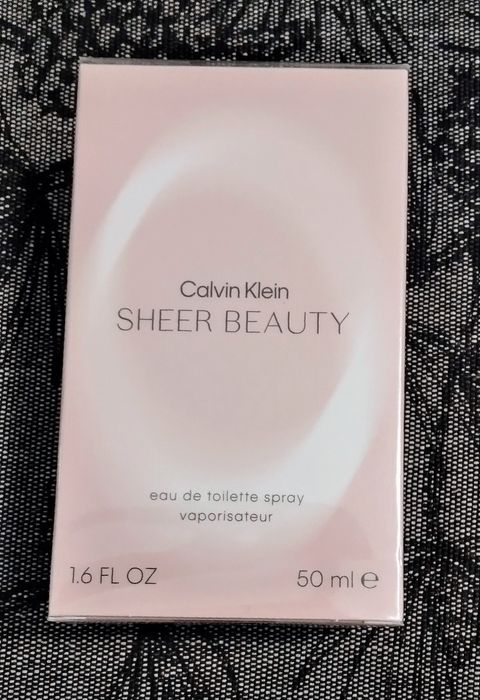 Calvin Klein
SHEER BEAUTY
eau de toilette spray
vaporisateur
1.6 FL OZ 50 ml ℮